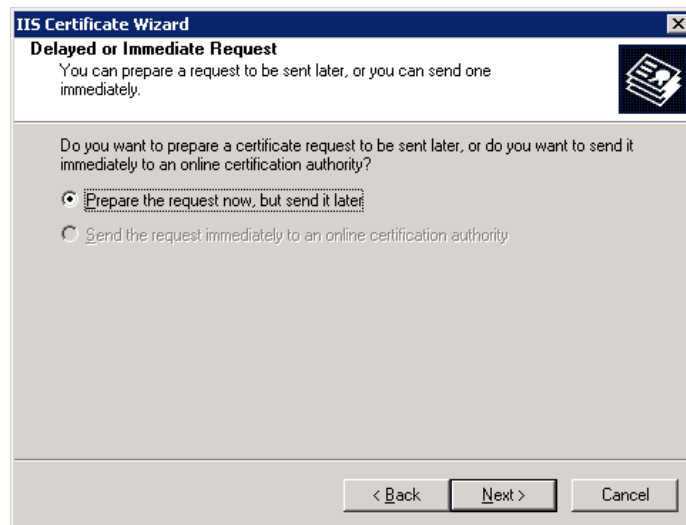 IIS Certificate Wizard
Delayed or Immediate Request
You can prepare a request to be sent later, or you can send one
immediately.
Do you want to prepare a certificate request to be sent later, or do you want to send it
immediately to an online certification authority?
Prepare the request now, but send it later
Send the request immediately to an online certification authority
< Back
Next >
Cancel